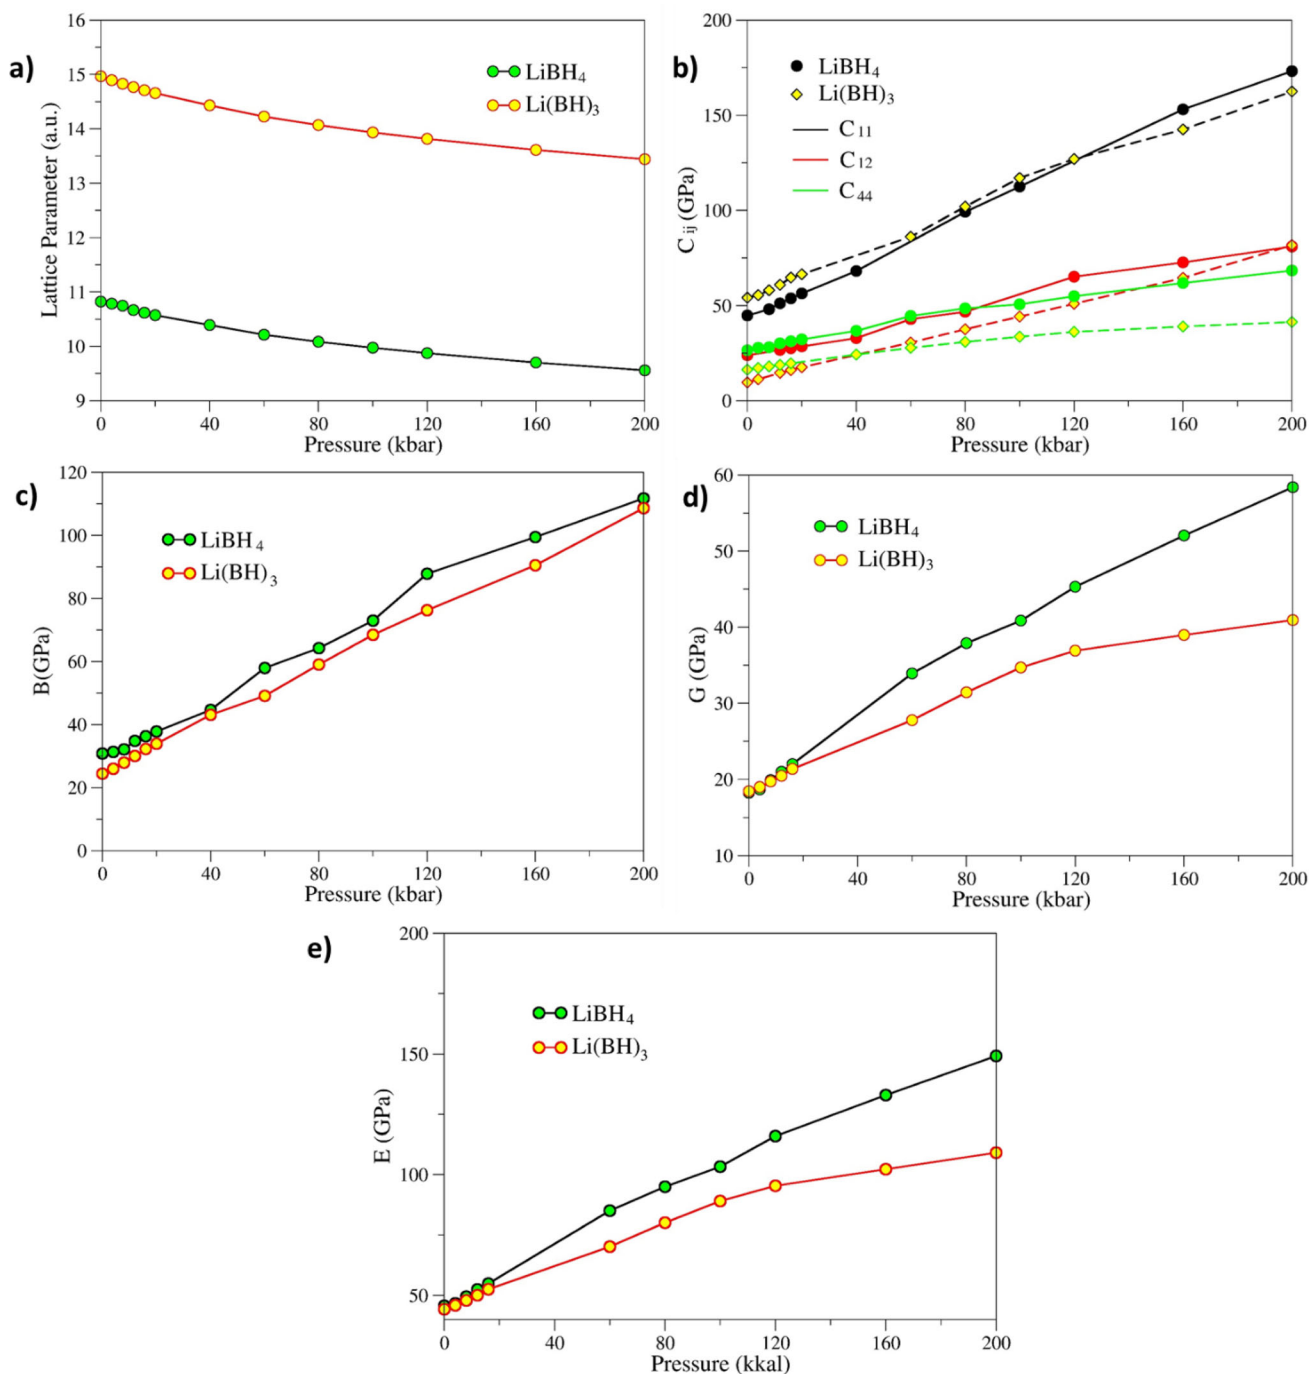 a)
16
15
14
13
12
11
10
9
Lattice Parameter (a.u.)
LiBH4
Li(BH)3
0 40 80 120 160 200
Pressure (kbar)
b)
200
150
100
50
0
C ij (GPa)
LiBH4
Li(BH)3
C 11
C 12
C 44
0 40 80 120 160 200
Pressure (kbar)
c)
120
100
80
60
40
20
0
B(GPa)
LiBH4
Li(BH)3
0 40 80 120 160 200
Pressure (kbar)
d)
60
50
40
30
20
10
G (GPa)
LiBH4
Li(BH)3
0 40 80 120 160 200
Pressure (kbar)
e)
200
150
100
50
E (GPa)
LiBH4
Li(BH)3
0 40 80 120 160 200
Pressure (kkal)